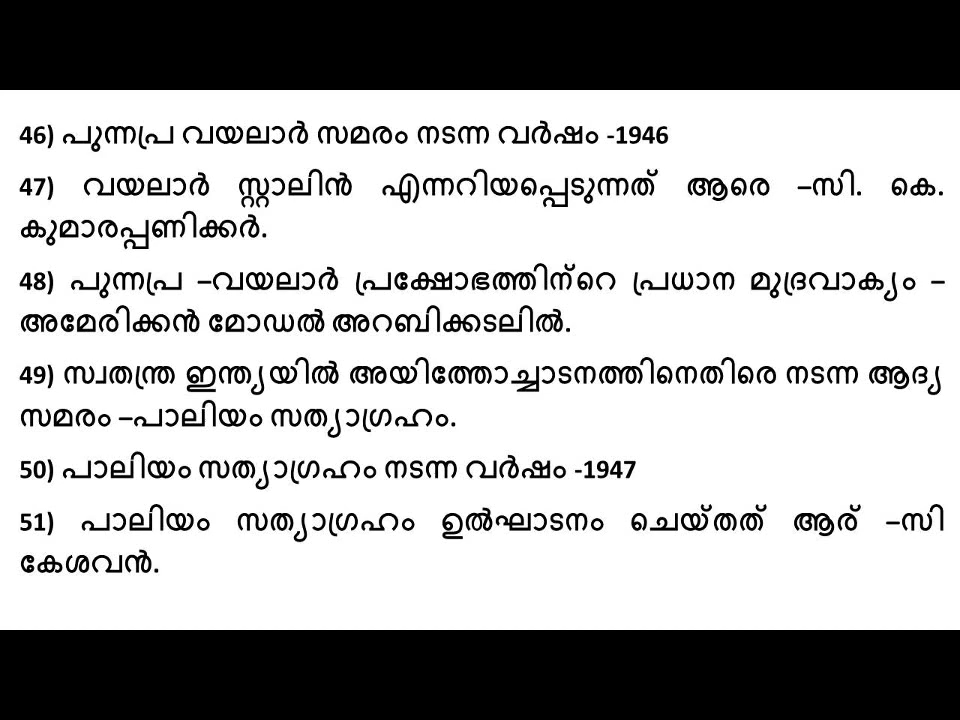 46) പുന്നപ്ര വയലാർ സമരം നടന്ന വർഷം -1946
47) വയലാർ സ്റ്റാലിൻ എന്നറിയപ്പെടുന്നത് ആരെ –സി. കെ.
കുമാരപ്പണിക്കർ.
48) പുന്നപ്ര –വയലാർ പ്രക്ഷോഭത്തിന്റെ പ്രധാന മുദ്രവാക്യം –
അമേരിക്കൻ മോഡൽ അറബിക്കടലിൽ.
49) സ്വതന്ത്ര ഇന്ത്യയിൽ അയിത്തോച്ചാടനത്തിനെതിരെ നടന്ന ആദ്യ
സമരം –പാലിയം സത്യാഗ്രഹം.
50) പാലിയം സത്യാഗ്രഹം നടന്ന വർഷം -1947
51) പാലിയം സത്യാഗ്രഹം ഉൽഘാടനം ചെയ്തത് ആര് –സി
കേശവൻ.